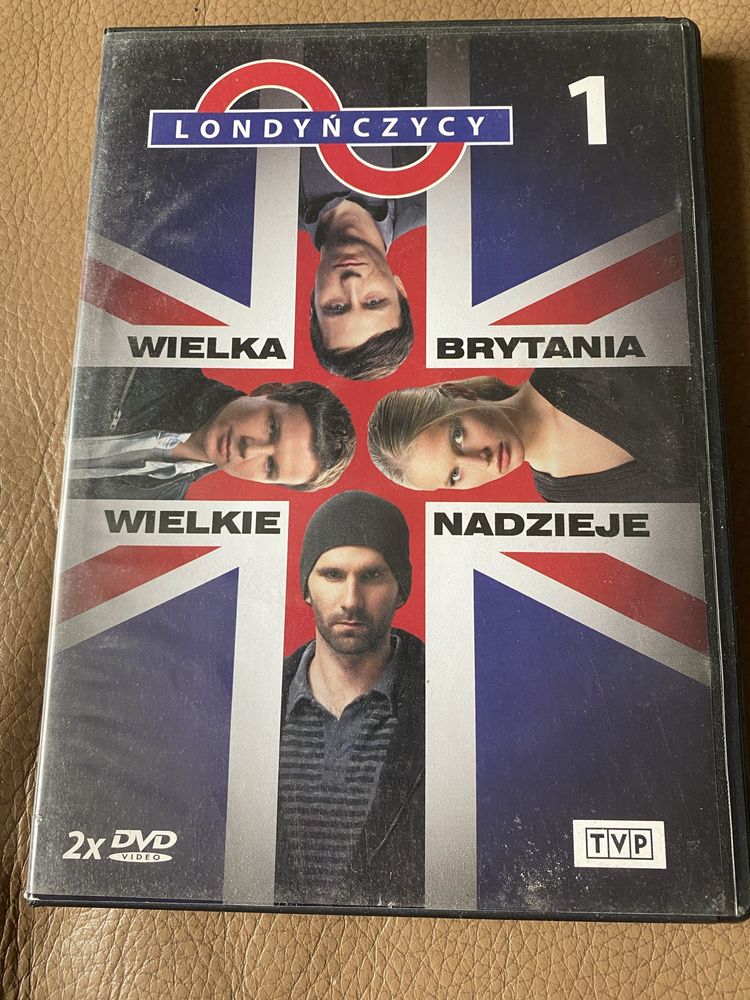 LONDYŃCZYCY
1
WIELKA BRYTANIA
WIELKIE NADZIEJE
2x DVD
VIDEO
TVP